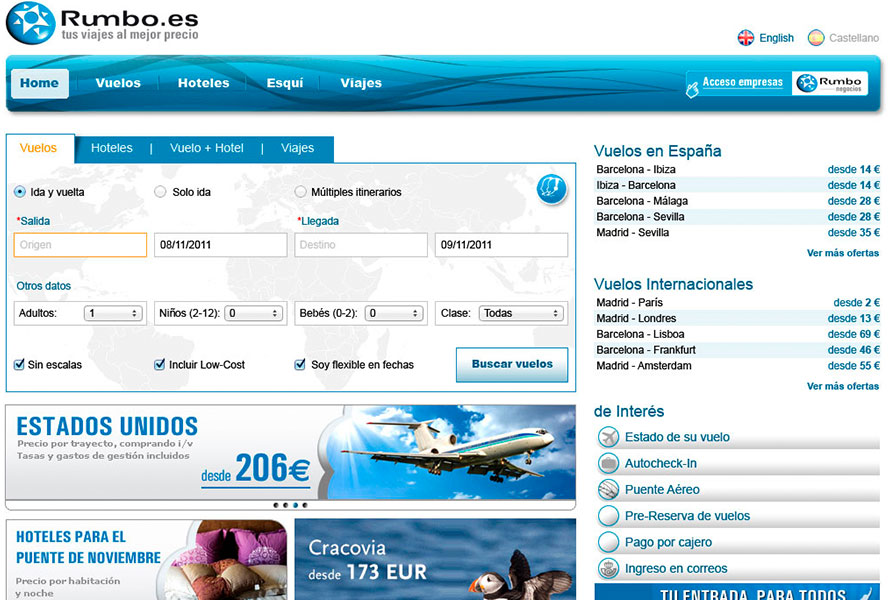 Rumbo.es
tus viajes al mejor precio
English Castellano
Home Vuelos Hoteles Esquí Viajes
Acceso empresas
Rumbo
negocios
Vuelos Hoteles | Vuelo + Hotel | Viajes
Ida y vuelta Solo ida Múltiples itinerarios
*Salida *Llegada
Origen 08/11/2011 Destino 09/11/2011
Otros datos
Adultos: 1 Niños (2-12): 0 Bebés (0-2): 0 Clase: Todas
Sin escalas Incluir Low-Cost Soy flexible en fechas Buscar vuelos
ESTADOS UNIDOS
Precio por trayecto, comprando i/v
Tasas y gastos de gestión incluidos
desde 206€
HOTELES PARA EL
PUENTE DE NOVIEMBRE
Precio por habitación
y noche
Cracovia
desde 173 EUR
Vuelos en España
Barcelona - Ibiza desde 14 €
Ibiza - Barcelona desde 14 €
Barcelona - Málaga desde 28 €
Barcelona - Sevilla desde 28 €
Madrid - Sevilla desde 35 €
Ver más ofertas
Vuelos Internacionales
Madrid - París desde 2 €
Madrid - Londres desde 13 €
Barcelona - Lisboa desde 69 €
Barcelona - Frankfurt desde 46 €
Madrid - Amsterdam desde 55 €
Ver más ofertas
de Interés
Estado de su vuelo
Autocheck-In
Puente Aéreo
Pre-Reserva de vuelos
Pago por cajero
Ingreso en correos
TU ENTRADA, PARA TODOS